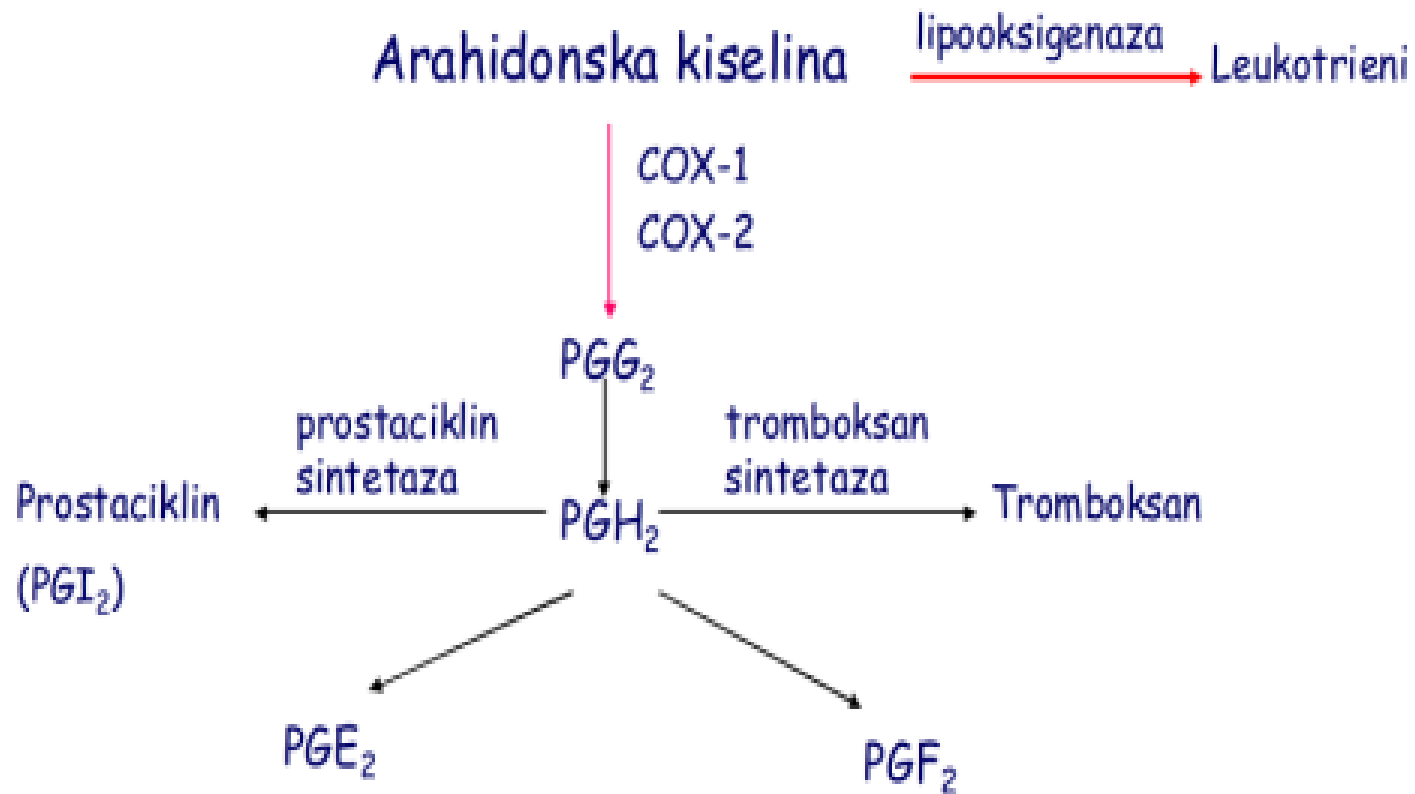 Arahidonska kiselina
lipooksigenaza
Leukotrieni
COX-1
COX-2
PGG₂
prostaciklin
sintetaza
tromboksan
sintetaza
Prostaciklin
(PGI₂)
PGH₂
Tromboksan
PGE₂
PGF₂